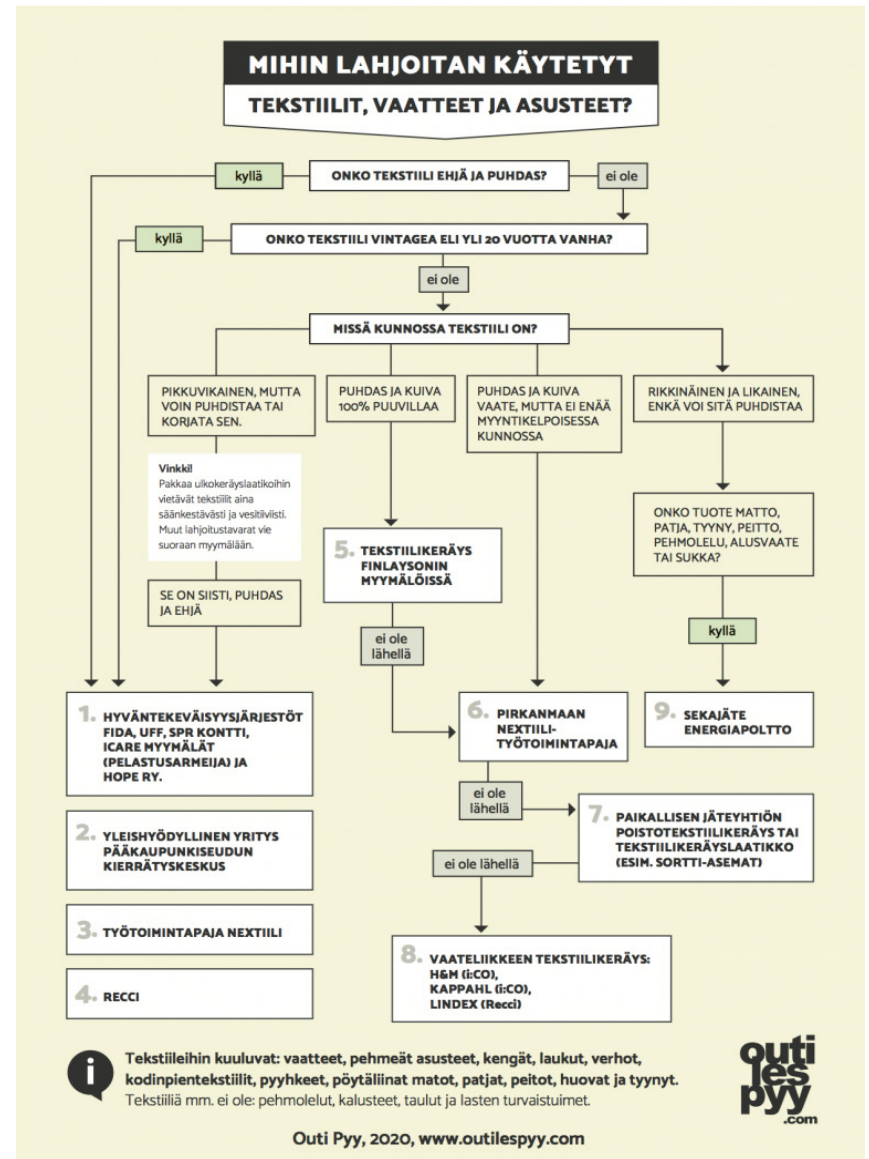 MIHIN LAHJOITAN KÄYTETYT
TEKSTIILIT, VAATTEET JA ASUSTEET?
kyllä
ONKO TEKSTIILI EHJÄ JA PUHDAS?
ei ole
kyllä
ONKO TEKSTIILI VINTAGEA ELI YLI 20 VUOTTA VANHA?
ei ole
MISSÄ KUNNOSSA TEKSTIILI ON?
PIKKUVIKAINEN, MUTTA
VOIN PUHDISTAA TAI
KORJATA SEN.
PUHDAS JA KUIVA
100% PUUVILLAA
PUHDAS JA KUIVA
VAATE, MUTTA EI ENÄÄ
MYYNTIKELPOISESSA
KUNNOSSA
RIKKINÄINEN JA LIKAINEN,
ENKÄ VOI SITÄ PUHDISTAA
Vinkki!
Pakkaa ulkokeräyslaatikoihin
vietävät tekstiilit aina
säänkestävästi ja vesitiiviisti.
Muut lahjoitustavarat vie
suoraan myymälään.
ONKO TUOTE MATTO,
PATJA, TYYNY, PEITTO,
PEHMOLELU, ALUSVAATE
TAI SUKKA?
5. TEKSTIILIKERÄYS
FINLAYSONIN
MYYMÄLÖISSÄ
SE ON SIISTI, PUHDAS
JA EHJÄ
ei ole
lähellä
kyllä
1. HYVÄNTEKEVÄISYYSJÄRJESTÖT
FIDA, UFF, SPR KONTTI,
ICARE MYYMÄLÄT
(PELASTUSARMEIJA) JA
HOPE RY.
6. PIRKANMAAN
NEXTIILI-
TYÖTOIMINTAPAJA
9. SEKAJÄTE
ENERGIAPOLTTO
ei ole
lähellä
2. YLEISHYÖDYLLINEN YRITYS
PÄÄKAUPUNKISEUDUN
KIERRÄTYSKESKUS
7. PAIKALLISEN JÄTEYHTIÖN
POISTOTEKSTIILIKERÄYS TAI
TEKSTIILIKERÄYSLAATIKKO
(ESIM. SORTTI-ASEMAT)
ei ole lähellä
3. TYÖTOIMINTAPAJA NEXTIILI
8. VAATELIIKKEEN TEKSTIILIKERÄYS:
H&M (i:CO),
KAPPAHL (i:CO),
LINDEX (Recci)
4. RECCI
i
Tekstiileihin kuuluvat: vaatteet, pehmeät asusteet, kengät, laukut, verhot,
kodinpientekstiilit, pyyhkeet, pöytäliinat matot, patjat, peitot, huovat ja tyynyt.
Tekstiiliä mm. ei ole: pehmolelut, kalusteet, taulut ja lasten turvaistuimet.
outi
les
pyy
.com
Outi Pyy, 2020, www.outilespyy.com